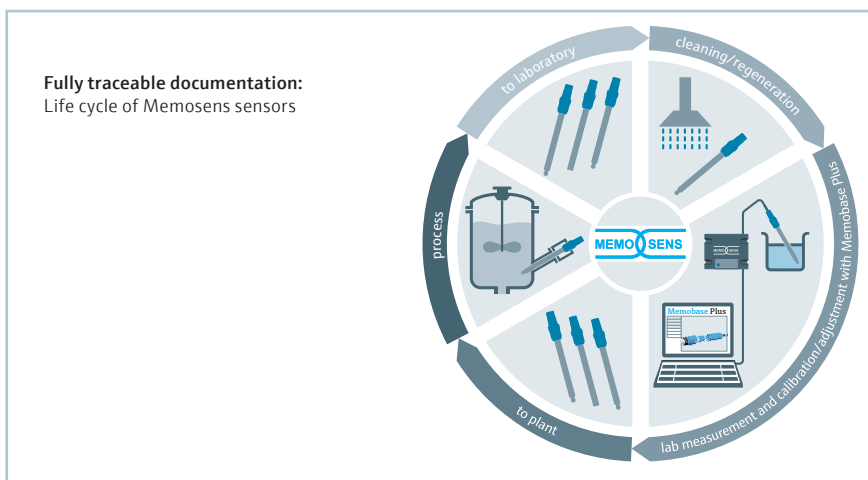 Fully traceable documentation:
Life cycle of Memosens sensors
to laboratory
cleaning/regeneration
lab measurement and calibration/adjustment with Memobase Plus
to plant
process
MEMO SENS
Memobase Plus